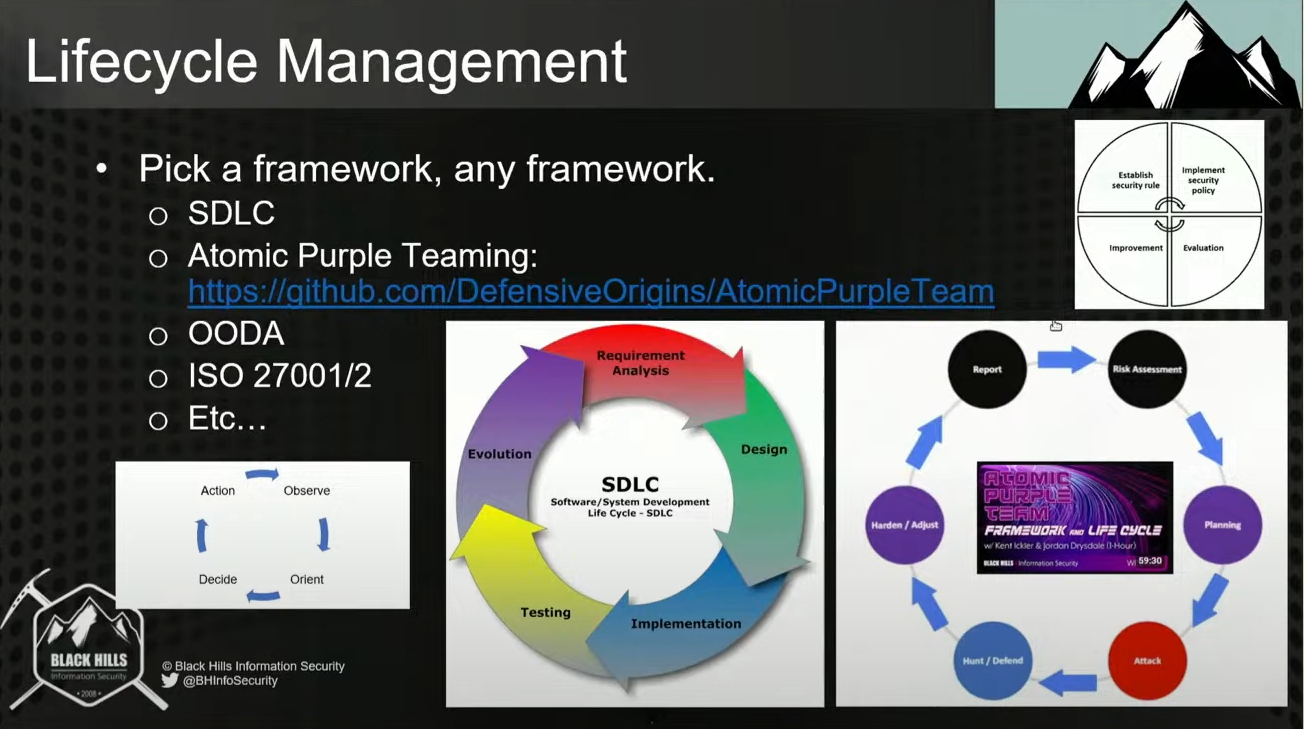 Lifecycle Management
• Pick a framework, any framework.
o SDLC
o Atomic Purple Teaming:
https://github.com/DefensiveOrigins/AtomicPurpleTeam
o OODA
o ISO 27001/2
o Etc…
Establish
security rule
Implement
security
policy
Improvement
Evaluation
Action
Observe
Decide
Orient
Requirement
Analysis
Design
Implementation
Testing
Evolution
SDLC
Software/System Development
Life Cycle - SDLC
Report
Risk Assessment
Planning
Attack
Hunt / Defend
Harden / Adjust
ATOMIC
PURPLE
TEAM
FRAMEWORK AND LIFE CYCLE
w/ Kent Ickler & Jordan Drysdale (1-Hour)
BLACK HILLS | Information Security
59:30
BLACK HILLS
Information Security
• 2008 •
© Black Hills Information Security
@BHInfoSecurity